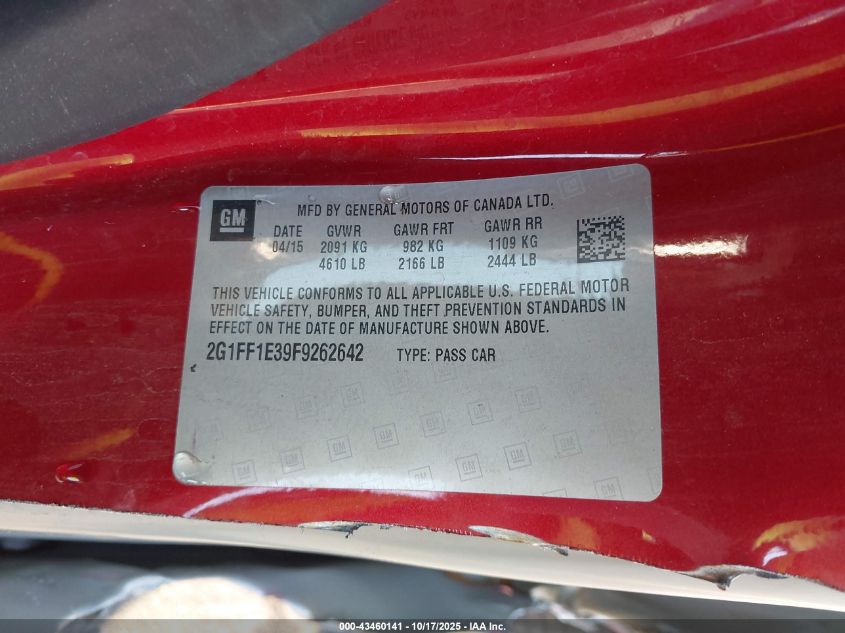 GM
MFD BY GENERAL MOTORS OF CANADA LTD.
DATE GVWR GAWR FRT GAWR RR
04/15 2091 KG 982 KG 1109 KG
4610 LB 2166 LB 2444 LB
THIS VEHICLE CONFORMS TO ALL APPLICABLE U.S. FEDERAL MOTOR
VEHICLE SAFETY, BUMPER, AND THEFT PREVENTION STANDARDS IN
EFFECT ON THE DATE OF MANUFACTURE SHOWN ABOVE.
2G1FF1E39F9262642 TYPE: PASS CAR
000-43460141 - 10/17/2025 - IAA Inc.